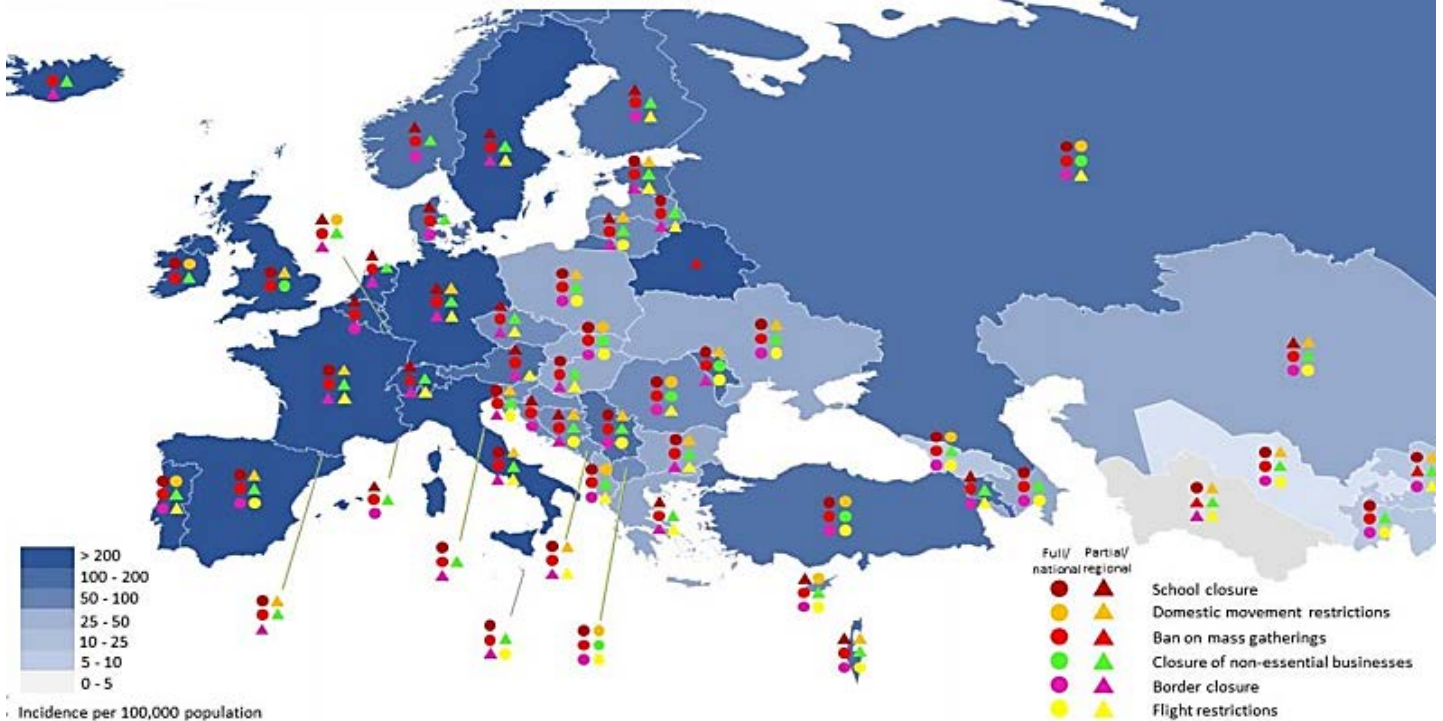 > 200
100 - 200
50 - 100
25 - 50
10 - 25
5 - 10
0 - 5
Incidence per 100,000 population
Full/ Partial/
national regional
School closure
Domestic movement restrictions
Ban on mass gatherings
Closure of non-essential businesses
Border closure
Flight restrictions